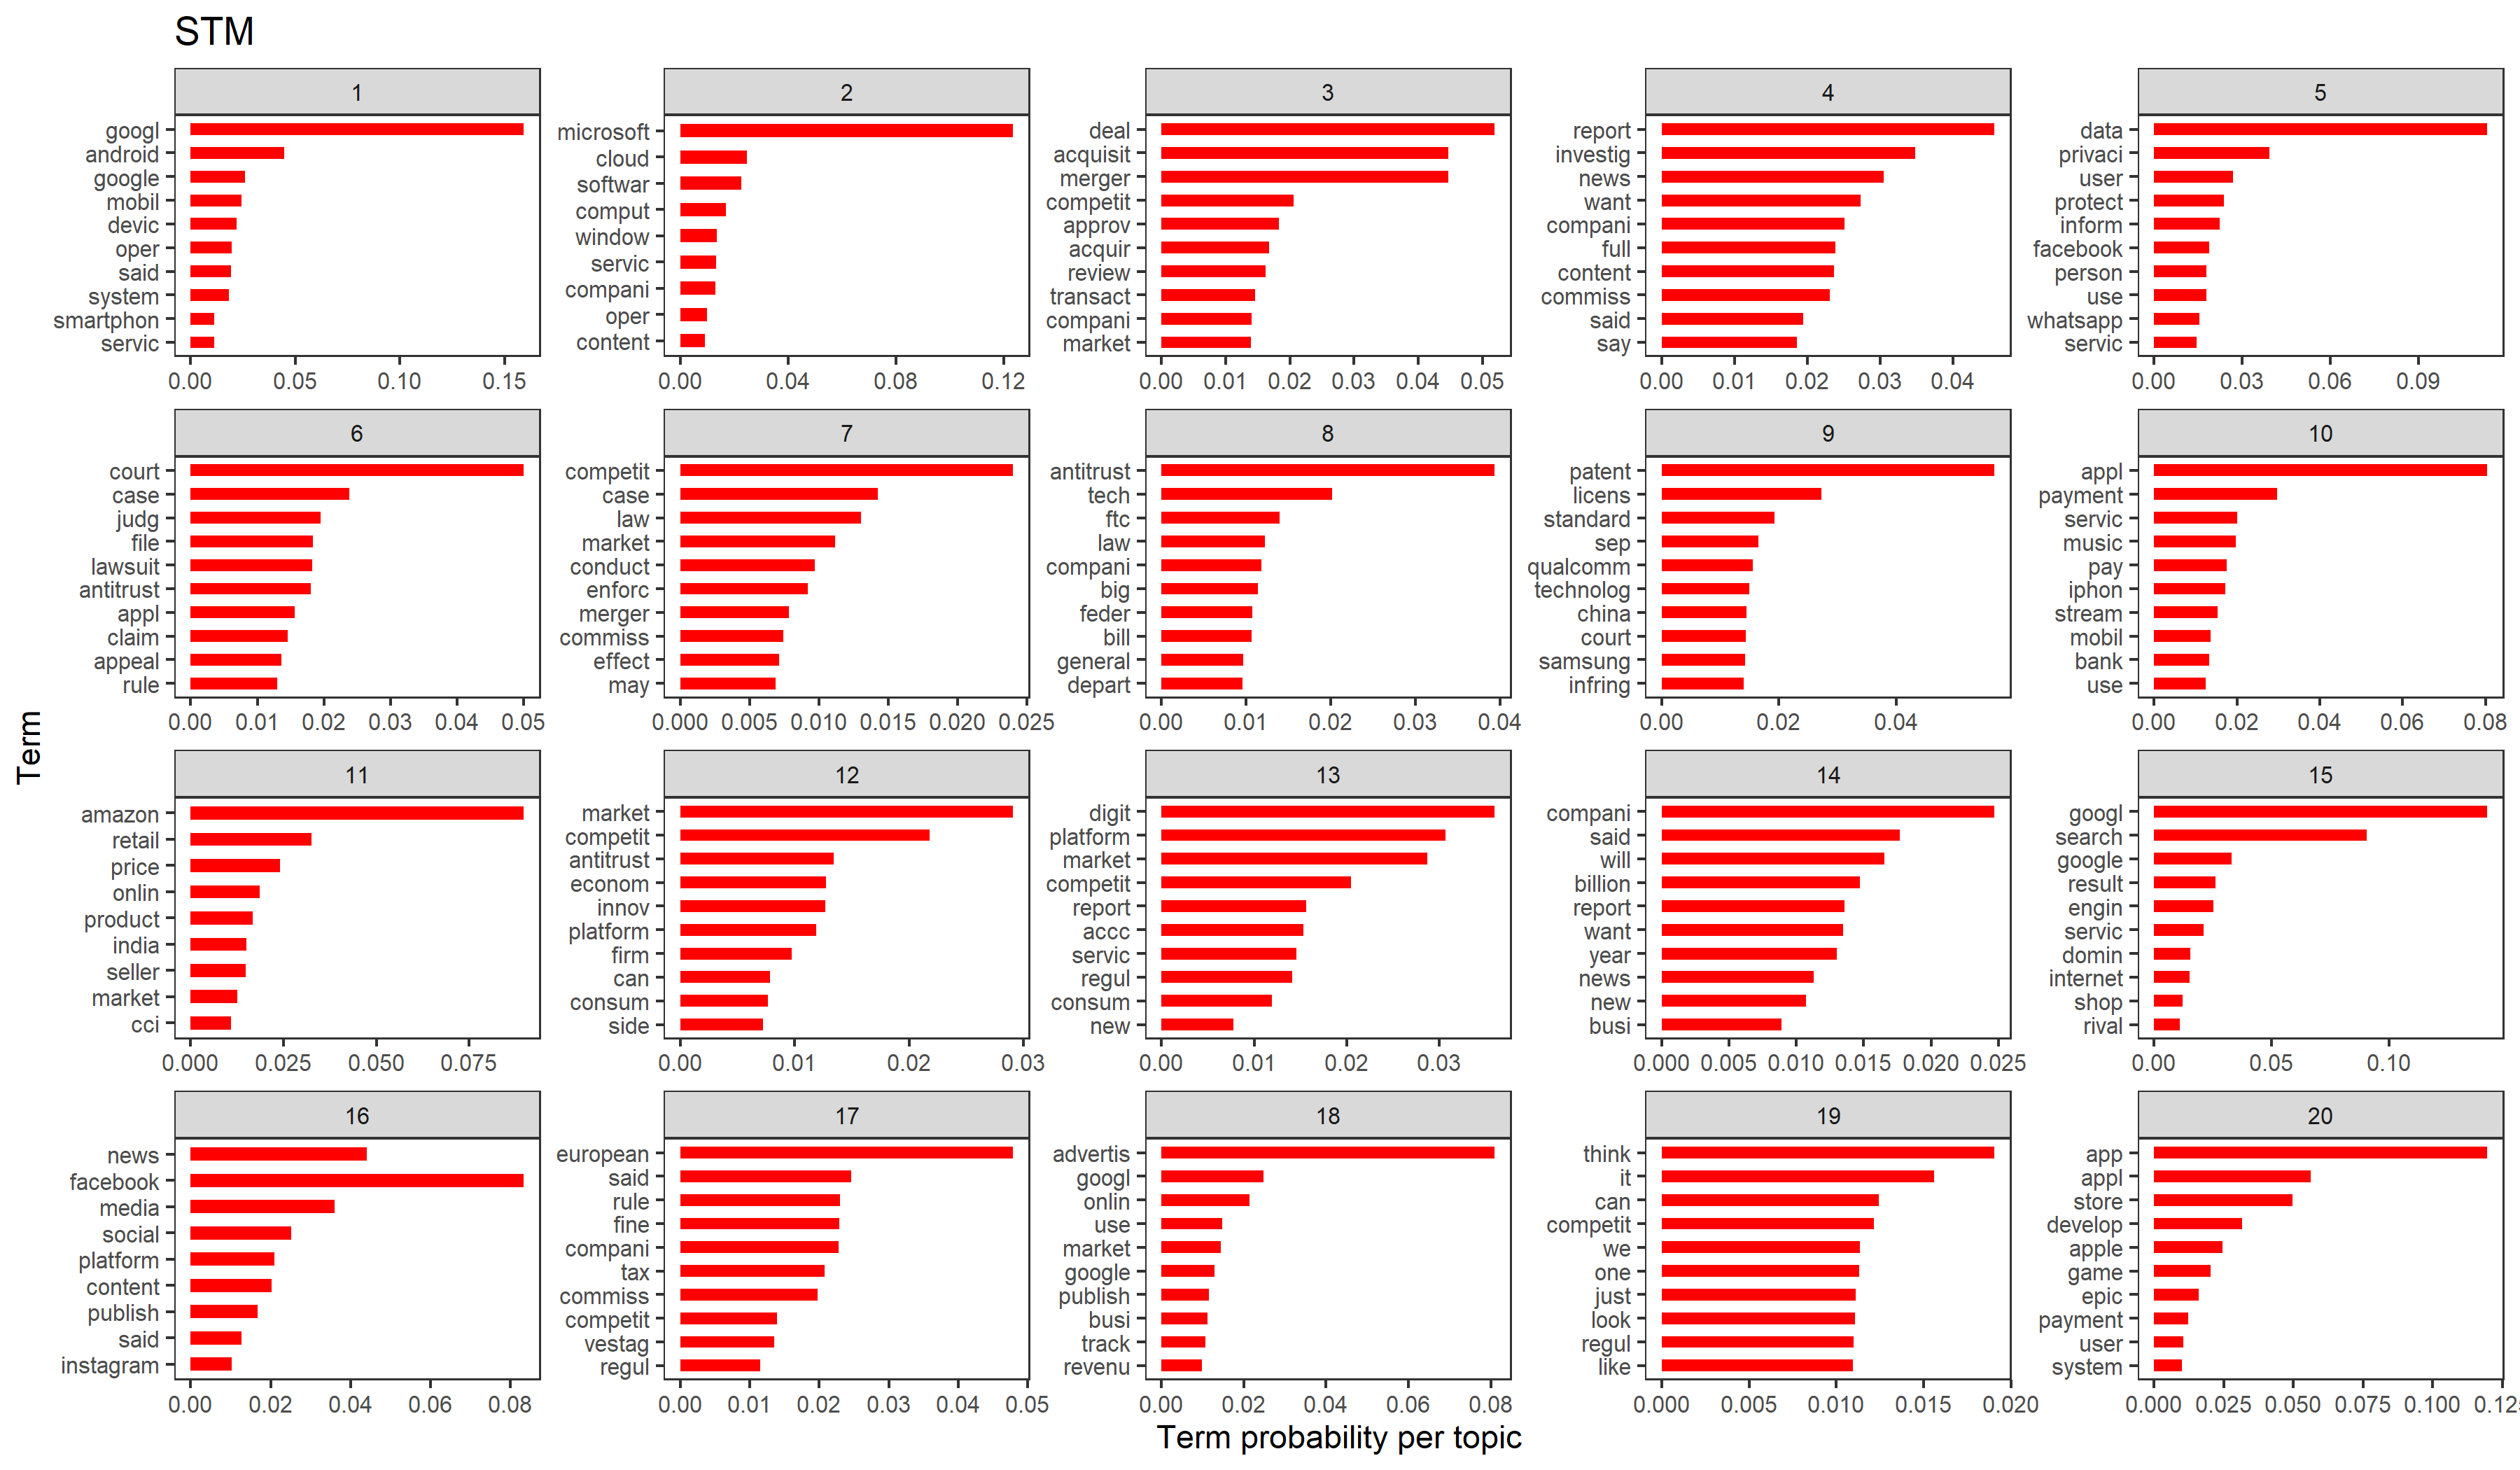 STM
1
googl
android
google
mobil
devic
oper
said
system
smartphon
servic
0.00 0.05 0.10 0.15
2
microsoft
cloud
softwar
comput
window
servic
compani
oper
content
0.00 0.04 0.08 0.12
3
deal
acquisit
merger
competit
approv
acquir
review
transact
compani
market
0.00 0.01 0.02 0.03 0.04 0.05
4
report
investig
news
want
compani
full
content
commiss
said
say
0.00 0.01 0.02 0.03 0.04
5
data
privaci
user
protect
inform
facebook
person
use
whatsapp
servic
0.00 0.03 0.06 0.09
6
court
case
judg
file
lawsuit
antitrust
appl
claim
appeal
rule
0.00 0.01 0.02 0.03 0.04 0.05
7
competit
case
law
market
conduct
enforc
merger
commiss
effect
may
0.000 0.005 0.010 0.015 0.020 0.025
8
antitrust
tech
ftc
law
compani
big
feder
bill
general
depart
0.00 0.01 0.02 0.03 0.04
9
patent
licens
standard
sep
qualcomm
technolog
china
court
samsung
infring
0.00 0.02 0.04
10
appl
payment
servic
music
pay
iphon
stream
mobil
bank
use
0.00 0.02 0.04 0.06 0.08
Term
11
amazon
retail
price
onlin
product
india
seller
market
cci
0.000 0.025 0.050 0.075
12
market
competit
antitrust
econom
innov
platform
firm
can
consum
side
0.00 0.01 0.02 0.03
13
digit
platform
market
competit
report
accc
servic
regul
consum
new
0.00 0.01 0.02 0.03
14
compani
said
will
billion
report
want
year
news
new
busi
0.000 0.005 0.010 0.015 0.020 0.025
15
googl
search
google
result
engin
servic
domin
internet
shop
rival
0.00 0.05 0.10
16
news
facebook
media
social
platform
content
publish
said
instagram
0.00 0.02 0.04 0.06 0.08
17
european
said
rule
fine
compani
tax
commiss
competit
vestag
regul
0.00 0.01 0.02 0.03 0.04 0.05
18
advertis
googl
onlin
use
market
google
publish
busi
track
revenu
0.00 0.02 0.04 0.06 0.08
19
think
it
can
competit
we
one
just
look
regul
like
0.000 0.005 0.010 0.015 0.020
20
app
appl
store
develop
apple
game
epic
payment
user
system
0.000 0.025 0.050 0.075 0.100
Term probability per topic